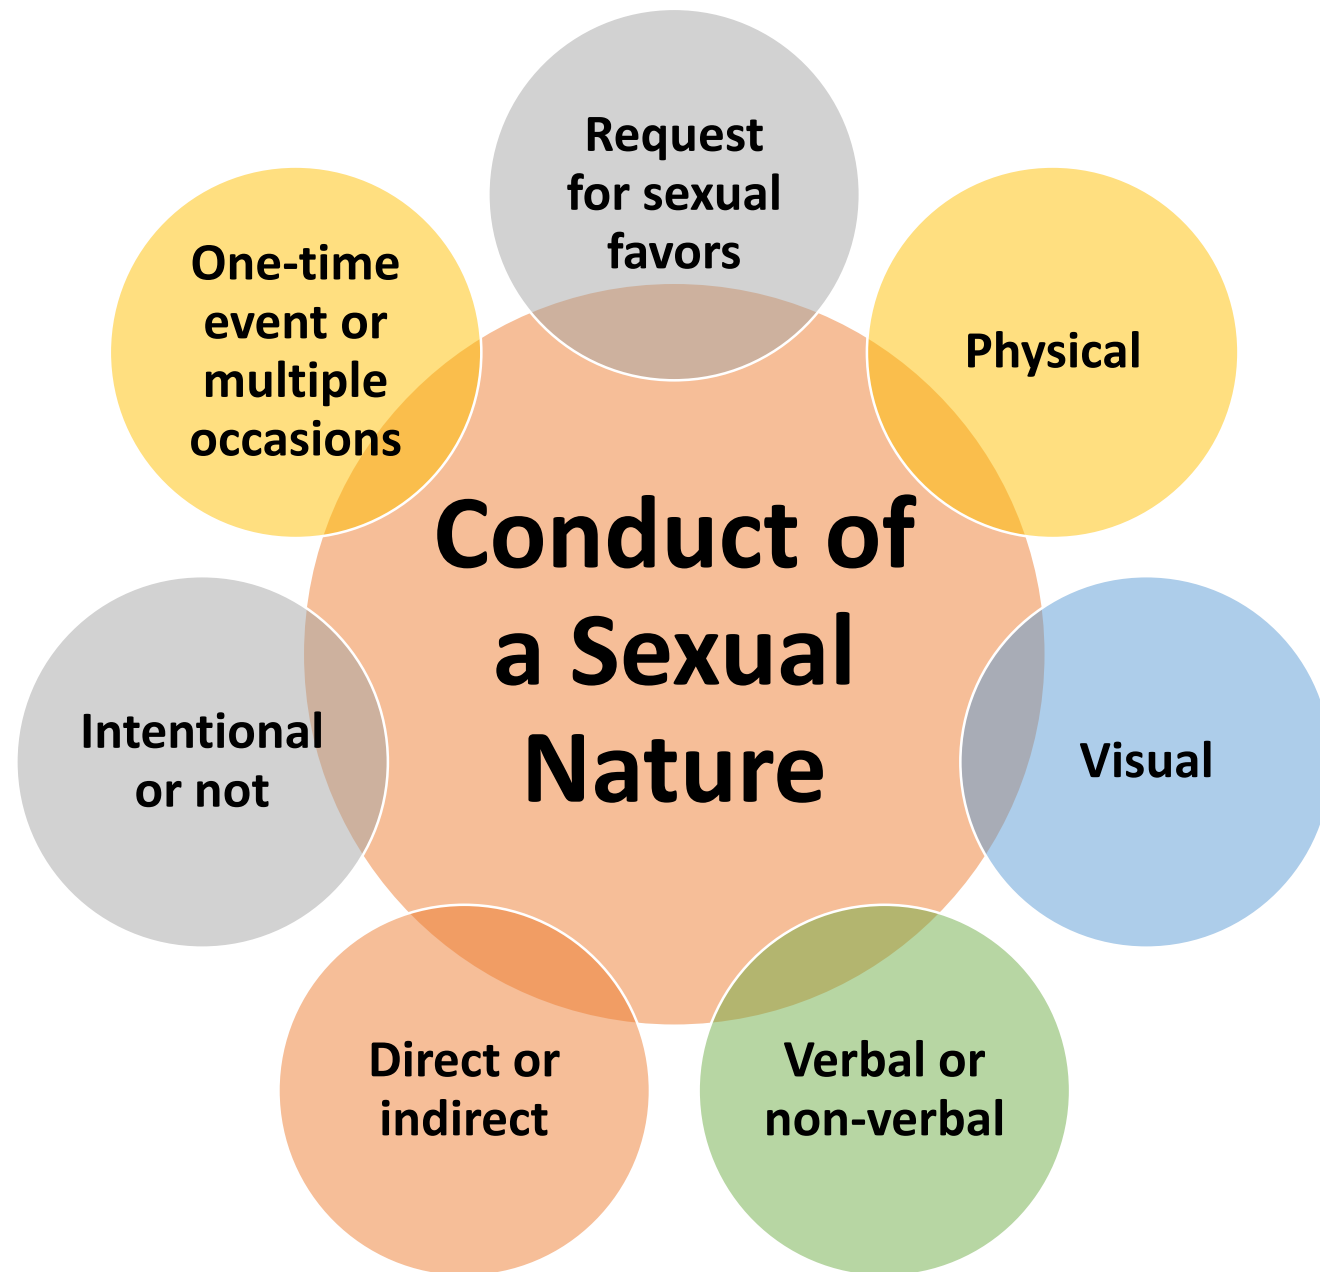 Request
for sexual
favors
Physical
Visual
Verbal or
non-verbal
Direct or
indirect
Intentional
or not
One-time
event or
multiple
occasions
Conduct of
a Sexual
Nature